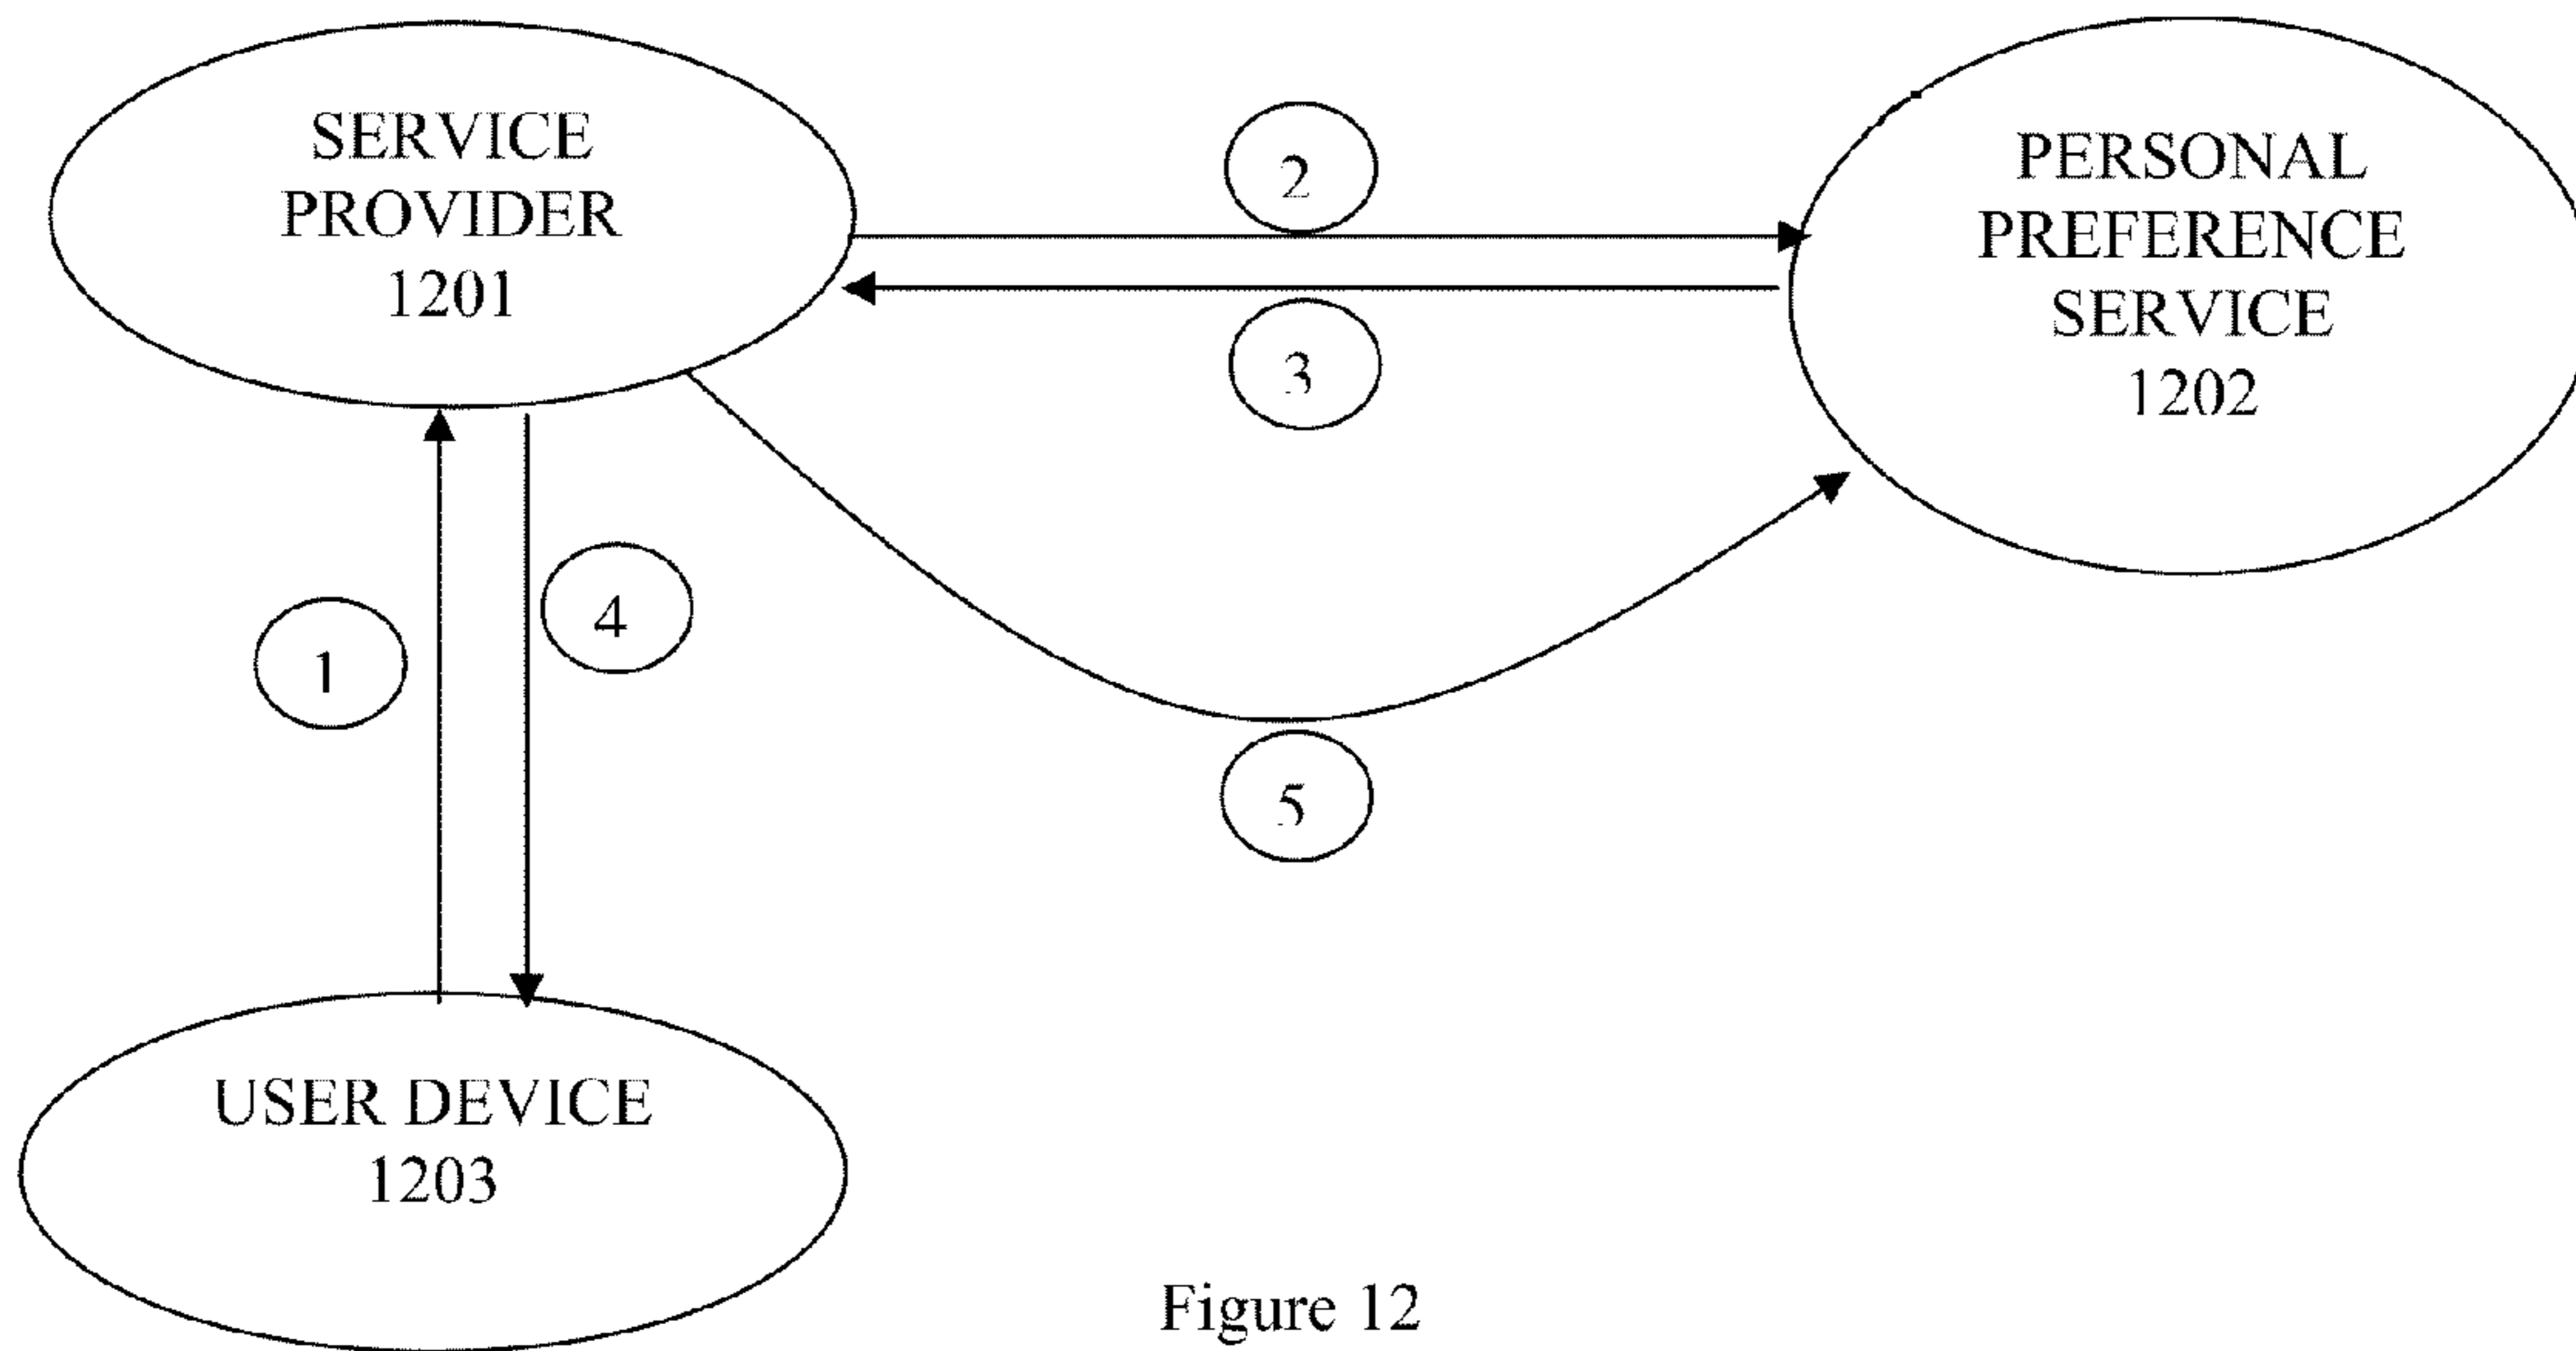 SERVICE
PROVIDER
1201
2
PERSONAL
PREFERENCE
SERVICE
1202
3
1
4
5
USER DEVICE
1203
Figure 12